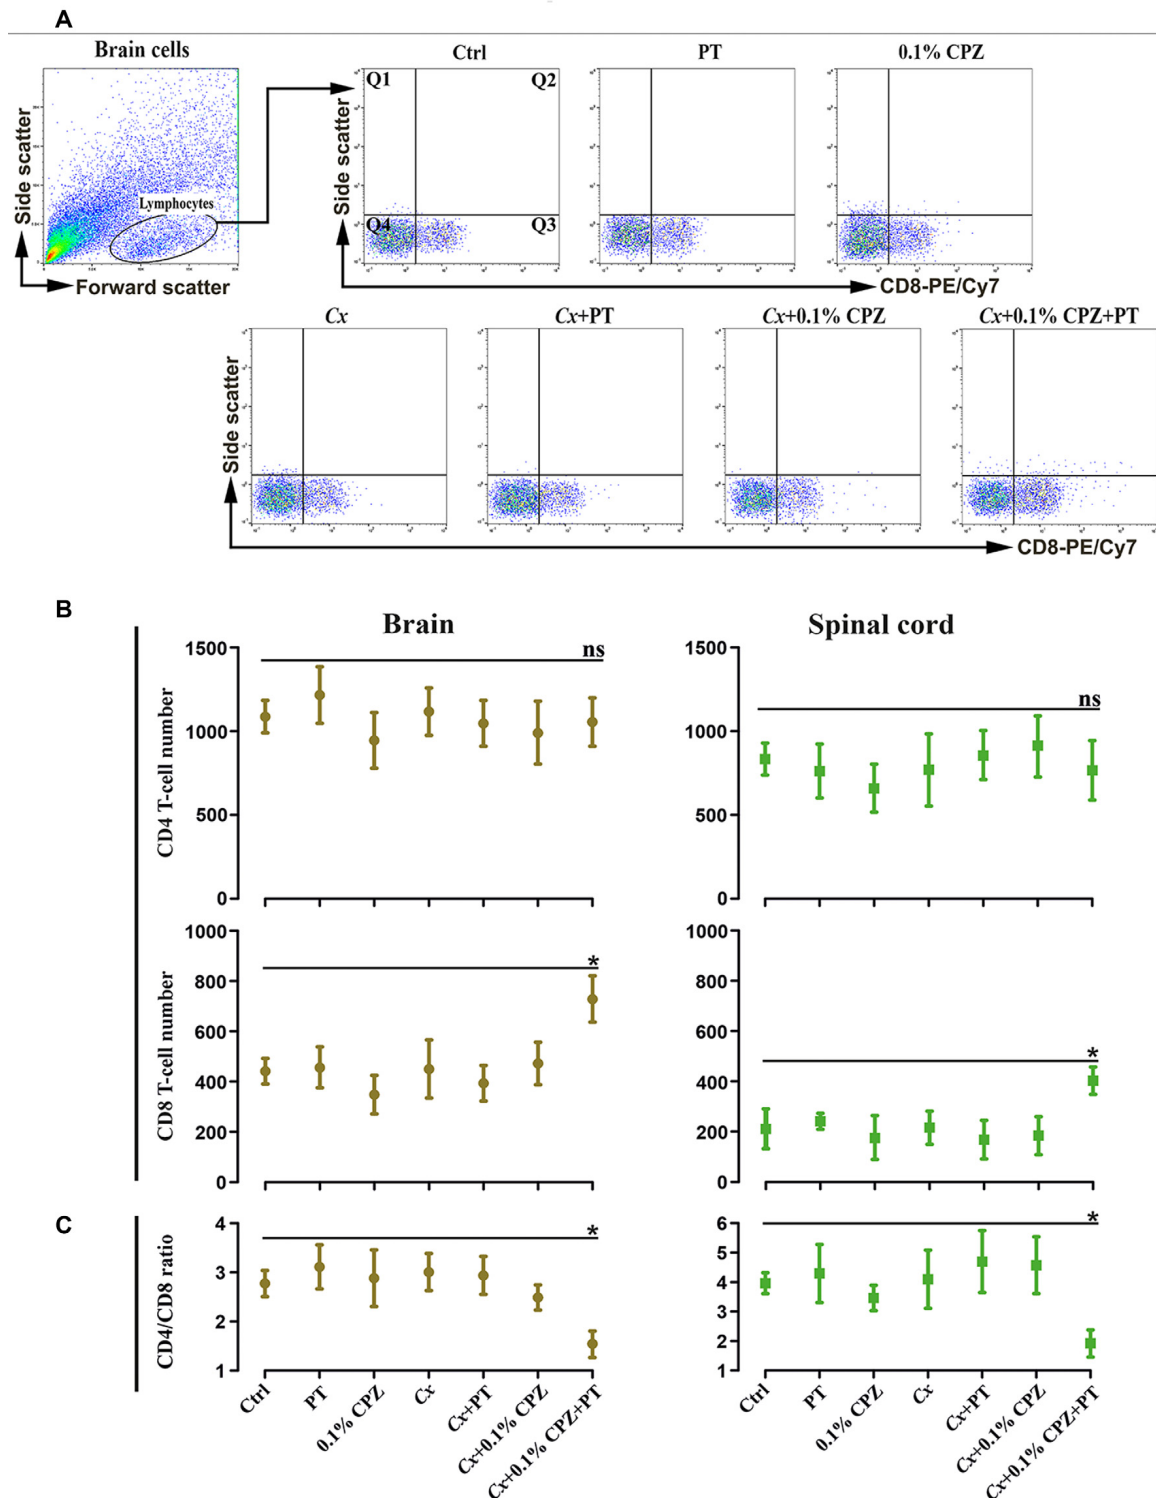 A
Brain cells
Ctrl
PT
0.1% CPZ
Q1
Q2
Side scatter
Side scatter
Lymphocytes
Q4
Q3
Forward scatter
CD8-PE/Cy7
Cx
Cx+PT
Cx+0.1% CPZ
Cx+0.1% CPZ+PT
Side scatter
CD8-PE/Cy7
B
Brain
Spinal cord
CD4 T-cell number
1500
1000
500
0
ns
1500
1000
500
0
ns
CD8 T-cell number
1000
800
600
400
200
0
*
1000
800
600
400
200
0
*
C
CD4/CD8 ratio
4
3
2
1
*
6
5
4
3
2
1
*
Ctrl
PT
0.1% CPZ
Cx
Cx+PT
Cx+0.1% CPZ
Cx+0.1% CPZ+PT
Ctrl
PT
0.1% CPZ
Cx
Cx+PT
Cx+0.1% CPZ
Cx+0.1% CPZ+PT